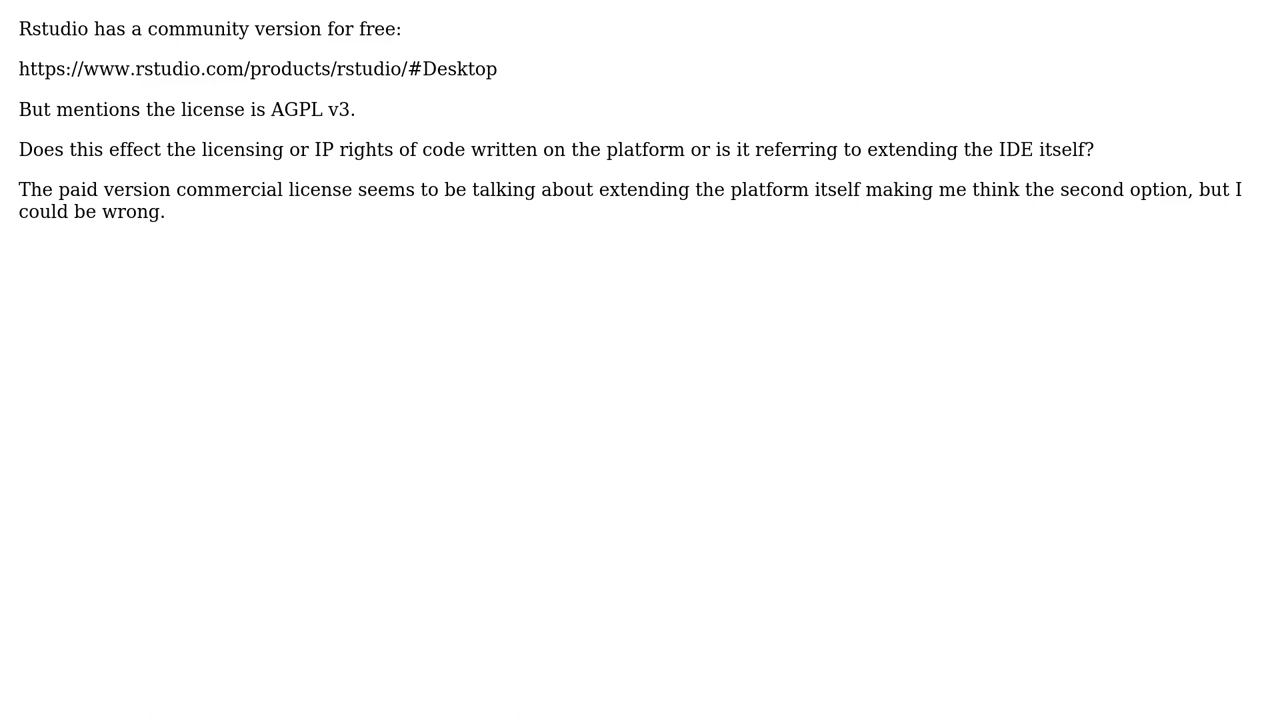 Rstudio has a community version for free:
https://www.rstudio.com/products/rstudio/#Desktop
But mentions the license is AGPL v3.
Does this effect the licensing or IP rights of code written on the platform or is it referring to extending the IDE itself?
The paid version commercial license seems to be talking about extending the platform itself making me think the second option, but I
could be wrong.